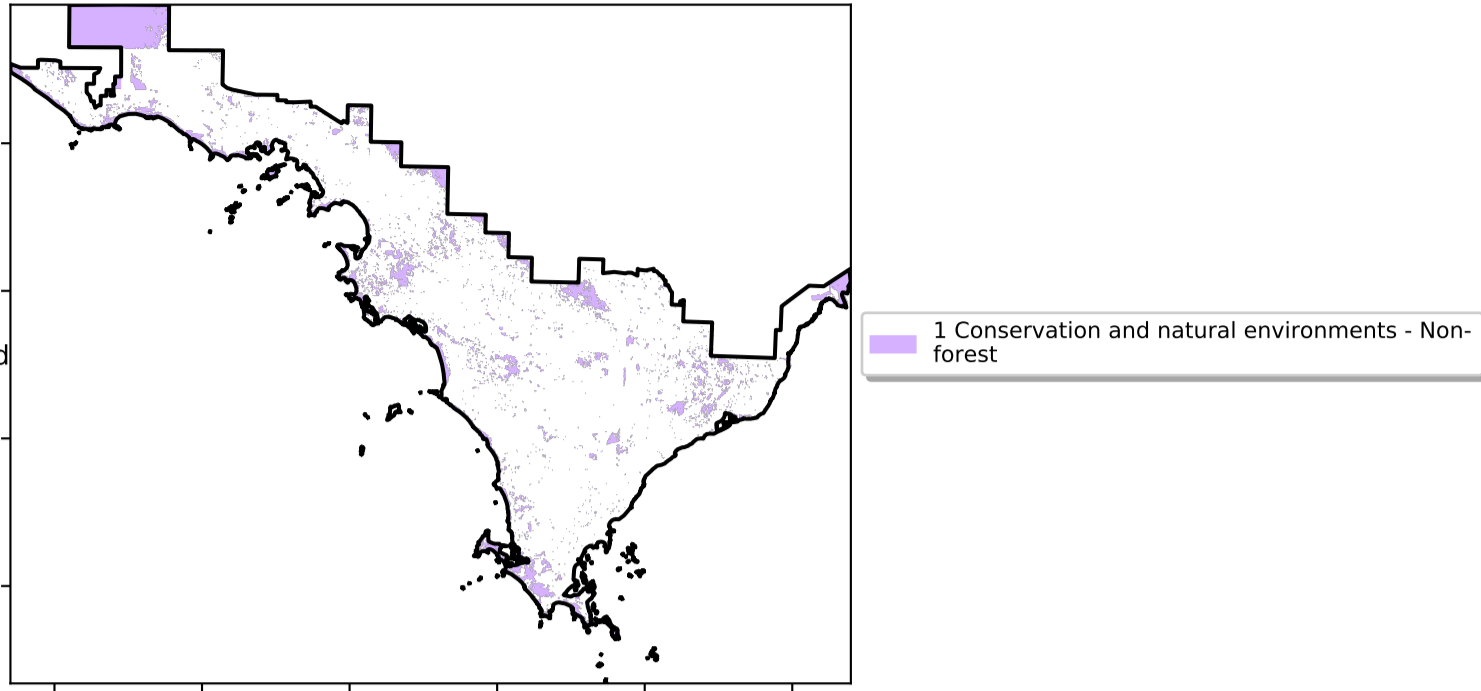 d
1 Conservation and natural environments - Non-
forest